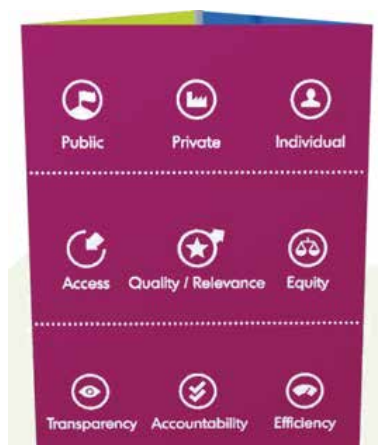 Public Private Individual
Access Quality / Relevance Equity
Transparency Accountability Efficiency